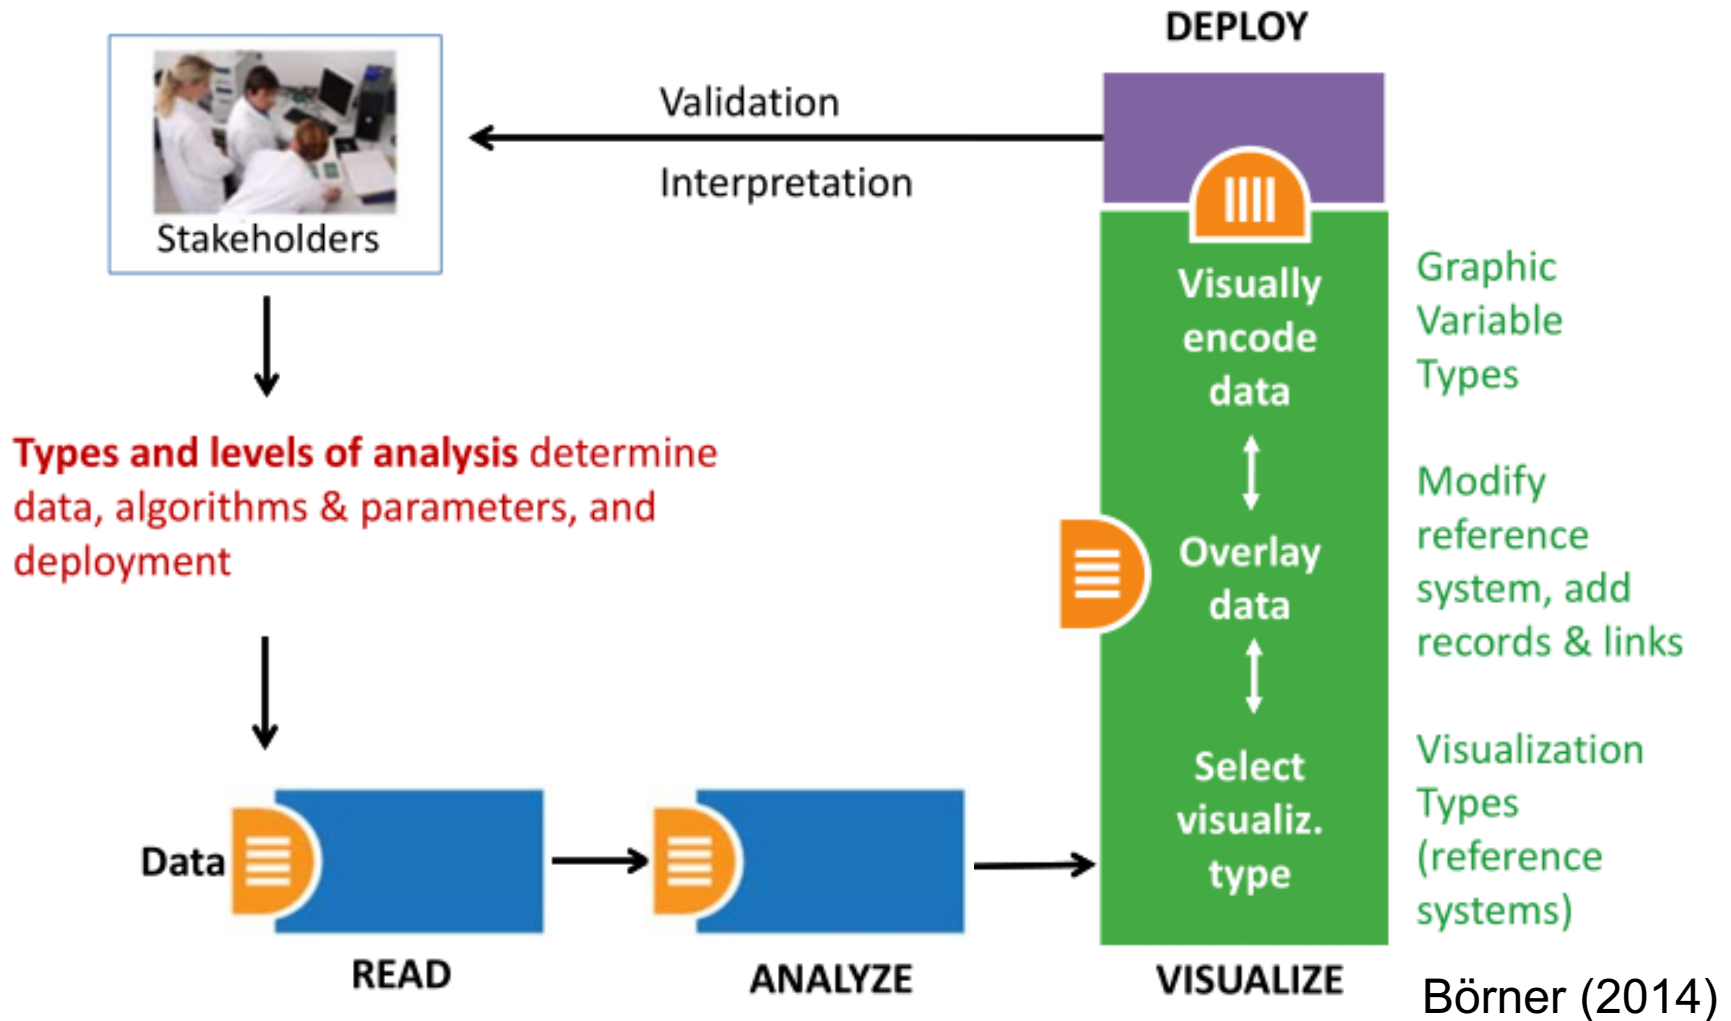 DEPLOY
Validation
Interpretation
Stakeholders
Types and levels of analysis determine
data, algorithms & parameters, and
deployment
Visually
encode
data
Overlay
data
Select
visualiz.
type
Graphic
Variable
Types
Modify
reference
system, add
records & links
Visualization
Types
(reference
systems)
Data
READ
ANALYZE
VISUALIZE
Börner (2014)